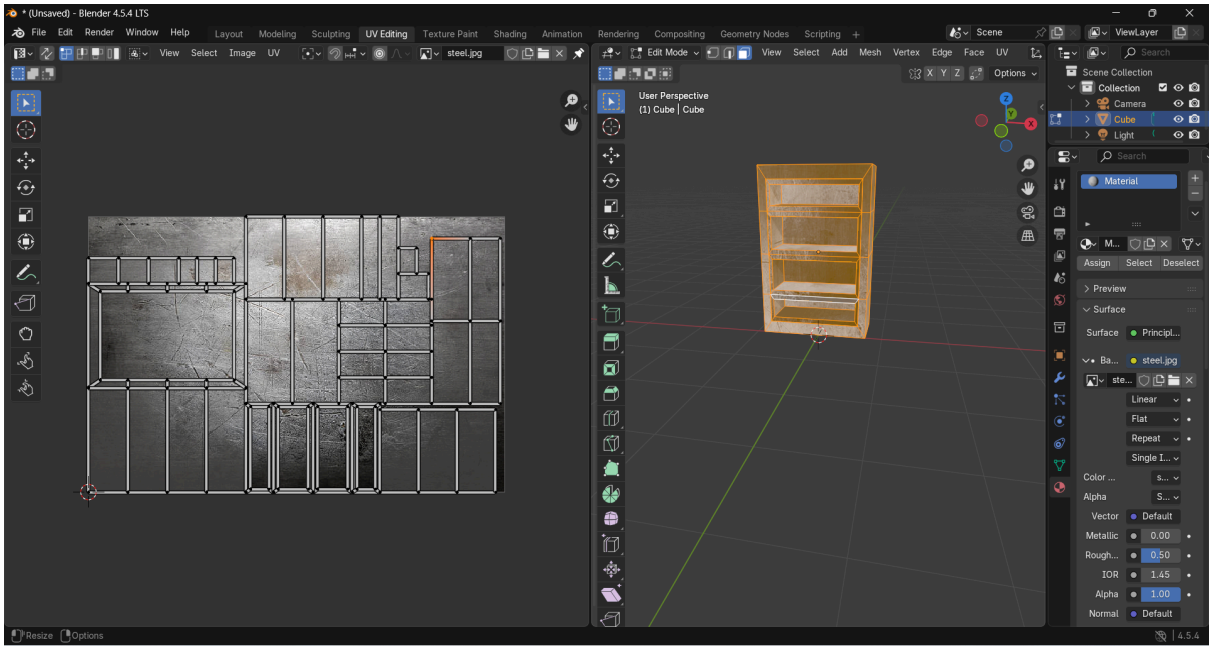 * (Unsaved) - Blender 4.5.4 LTS
File Edit Render Window Help Layout Modeling Sculpting UV Editing Texture Paint Shading Animation Rendering Compositing Geometry Nodes Scripting + Scene ViewLayer
View Select Image UV steel.jpg Edit Mode View Select Add Mesh Vertex Edge Face UV Search
X Y Z Options
User Perspective
(1) Cube | Cube
Z
Y
X
Scene Collection
Collection
Camera
Cube
Light
Search
Material
M...
Assign Select Deselect
Preview
Surface
Surface Principl...
Ba... steel.jpg
ste...
Linear
Flat
Repeat
Single I...
Color ... s...
Alpha S...
Vector Default
Metallic 0.00
Rough... 0.50
IOR 1.45
Alpha 1.00
Normal Default
Resize Options 4.5.4